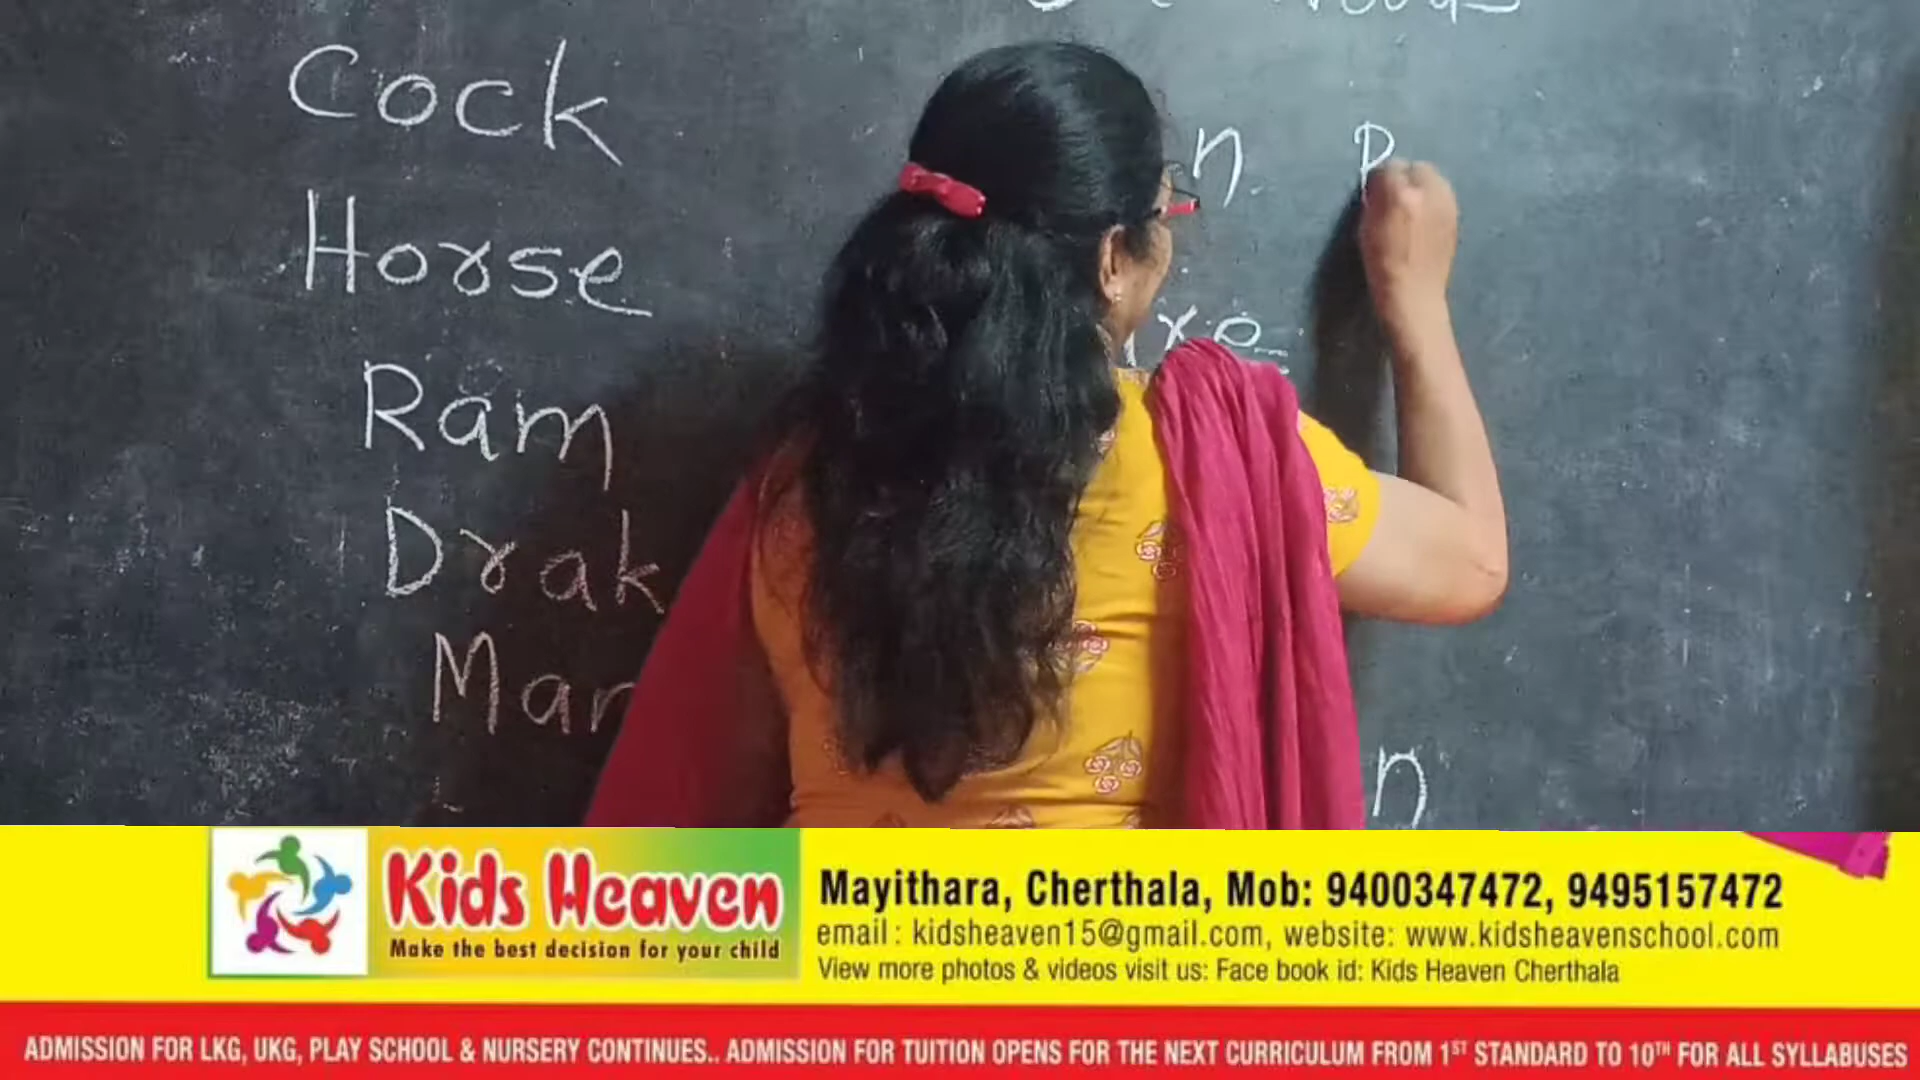 Cock
n
P
Horse
Ram
Drak
Mar
n
Kids Heaven
Make the best decision for your child
Mayithara, Cherthala, Mob: 9400347472, 9495157472
email : kidsheaven15@gmail.com, website: www.kidsheavenschool.com
View more photos & videos visit us: Face book id: Kids Heaven Cherthala
ADMISSION FOR LKG, UKG, PLAY SCHOOL & NURSERY CONTINUES.. ADMISSION FOR TUITION OPENS FOR THE NEXT CURRICULUM FROM 1ST STANDARD TO 10TH FOR ALL SYLLABUSES